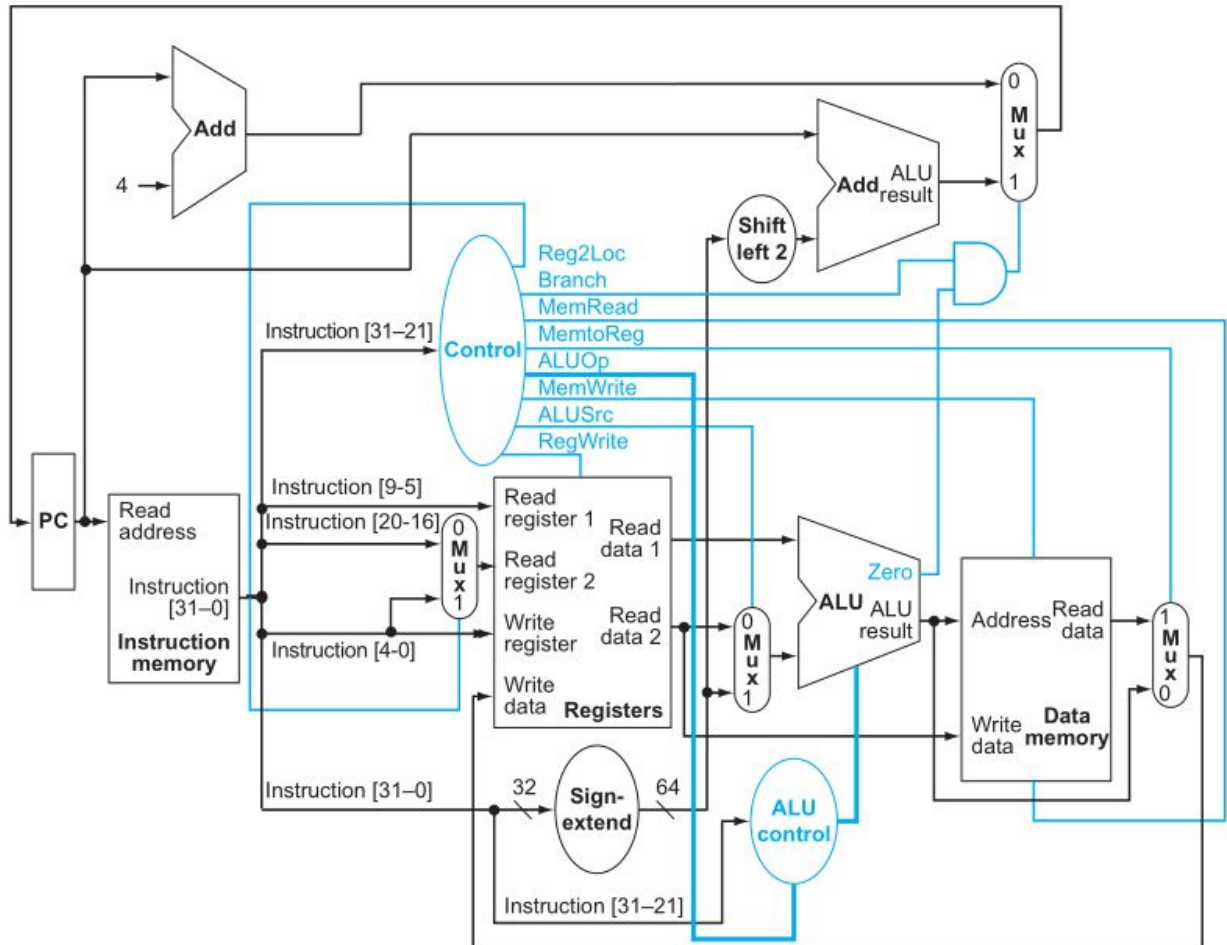 0
Mux
1
Add
4
Add
ALU
result
Shift
left 2
Reg2Loc
Branch
MemRead
MemtoReg
ALUOp
MemWrite
ALUSrc
RegWrite
Instruction [31–21]
Control
PC
Read
address
Instruction
[31–0]
Instruction
memory
Instruction [9-5]
Instruction [20-16]
Instruction [4-0]
0
Mux
1
Read
register 1
Read
register 2
Write
register
Write
data
Read
data 1
Read
data 2
Registers
0
Mux
1
Zero
ALU
ALU
result
Address
Read
data
Write
data
Data
memory
1
Mux
0
Instruction [31–0]
32
Sign-
extend
64
ALU
control
Instruction [31–21]